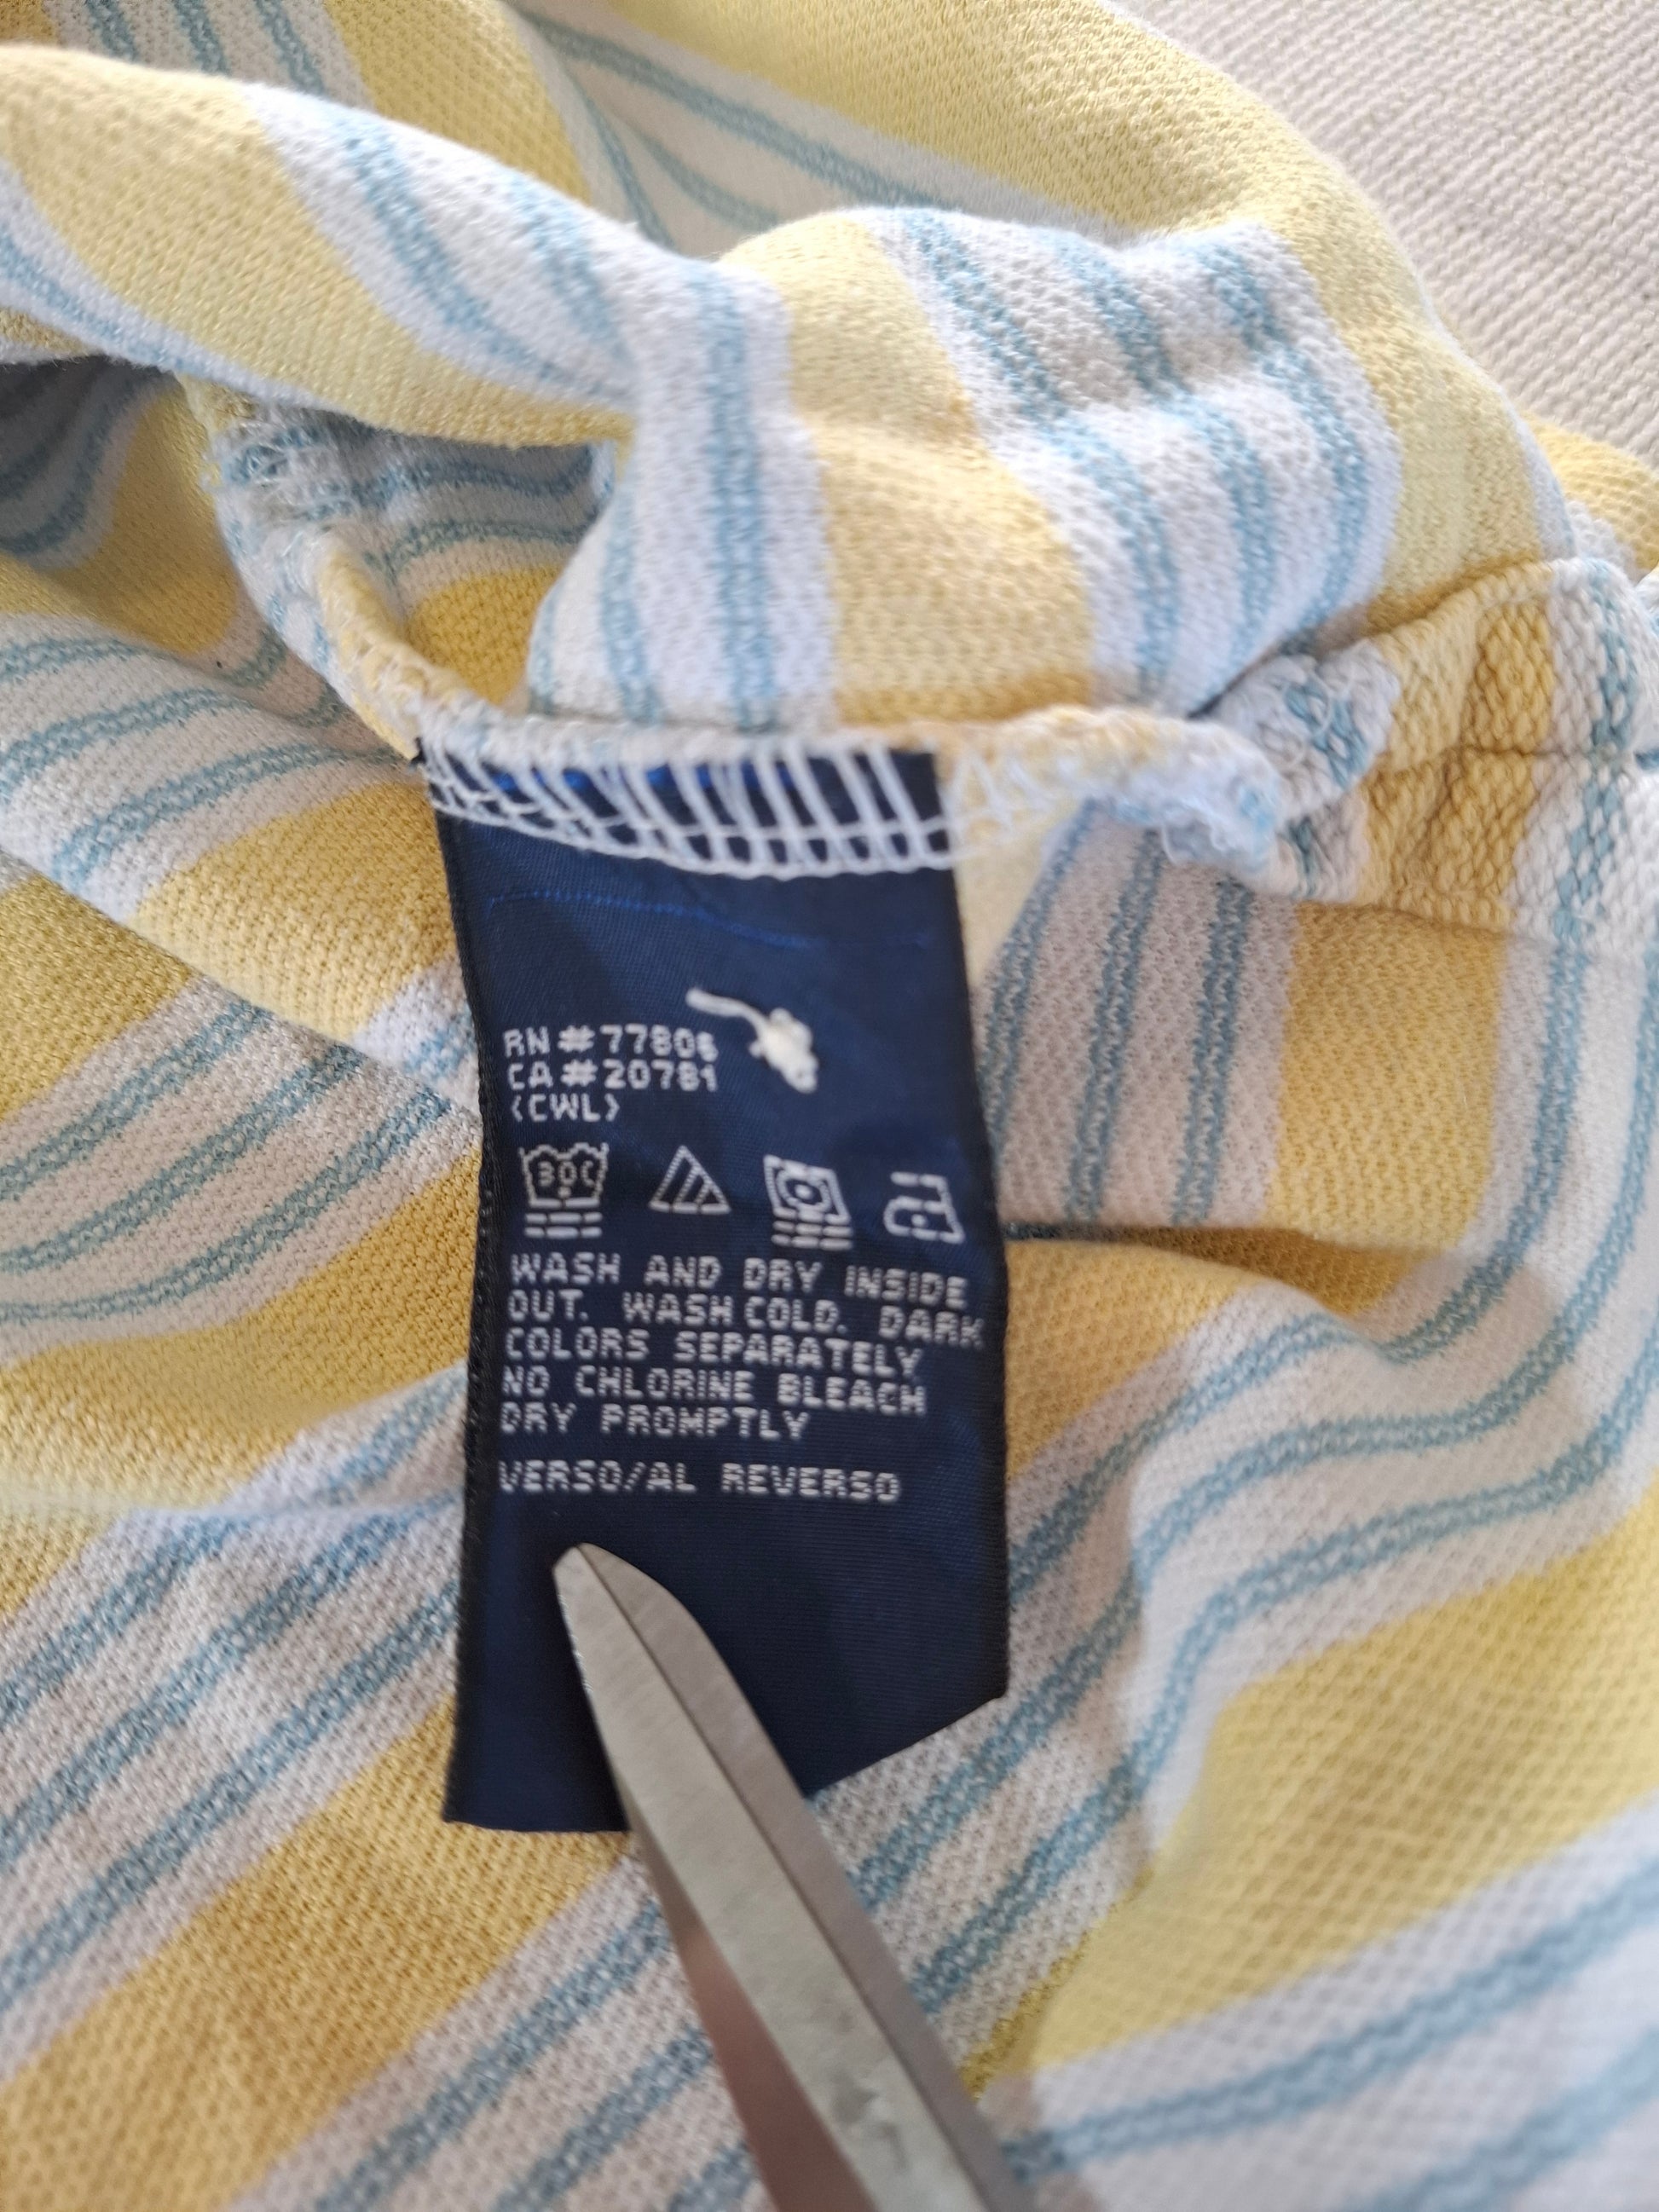 RN #77806
CA #20781
(CWL)
30C
WASH AND DRY INSIDE
OUT. WASH COLD. DARK
COLORS SEPARATELY
NO CHLORINE BLEACH
DRY PROMPTLY
VERSO/AL REVERSO